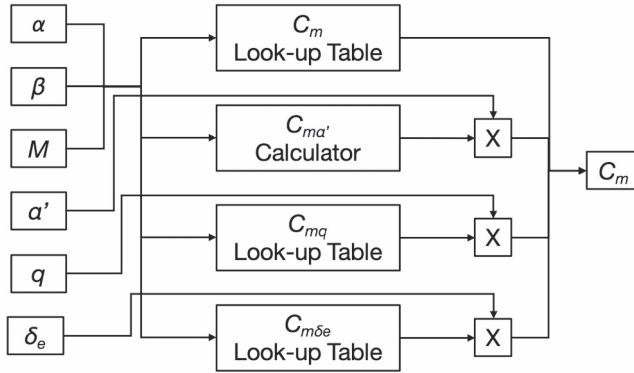 α
β
M
α’
q
δe
Cm
Look-up Table
Cmα’
Calculator
Cmq
Look-up Table
Cmδe
Look-up Table
X
X
X
Cm